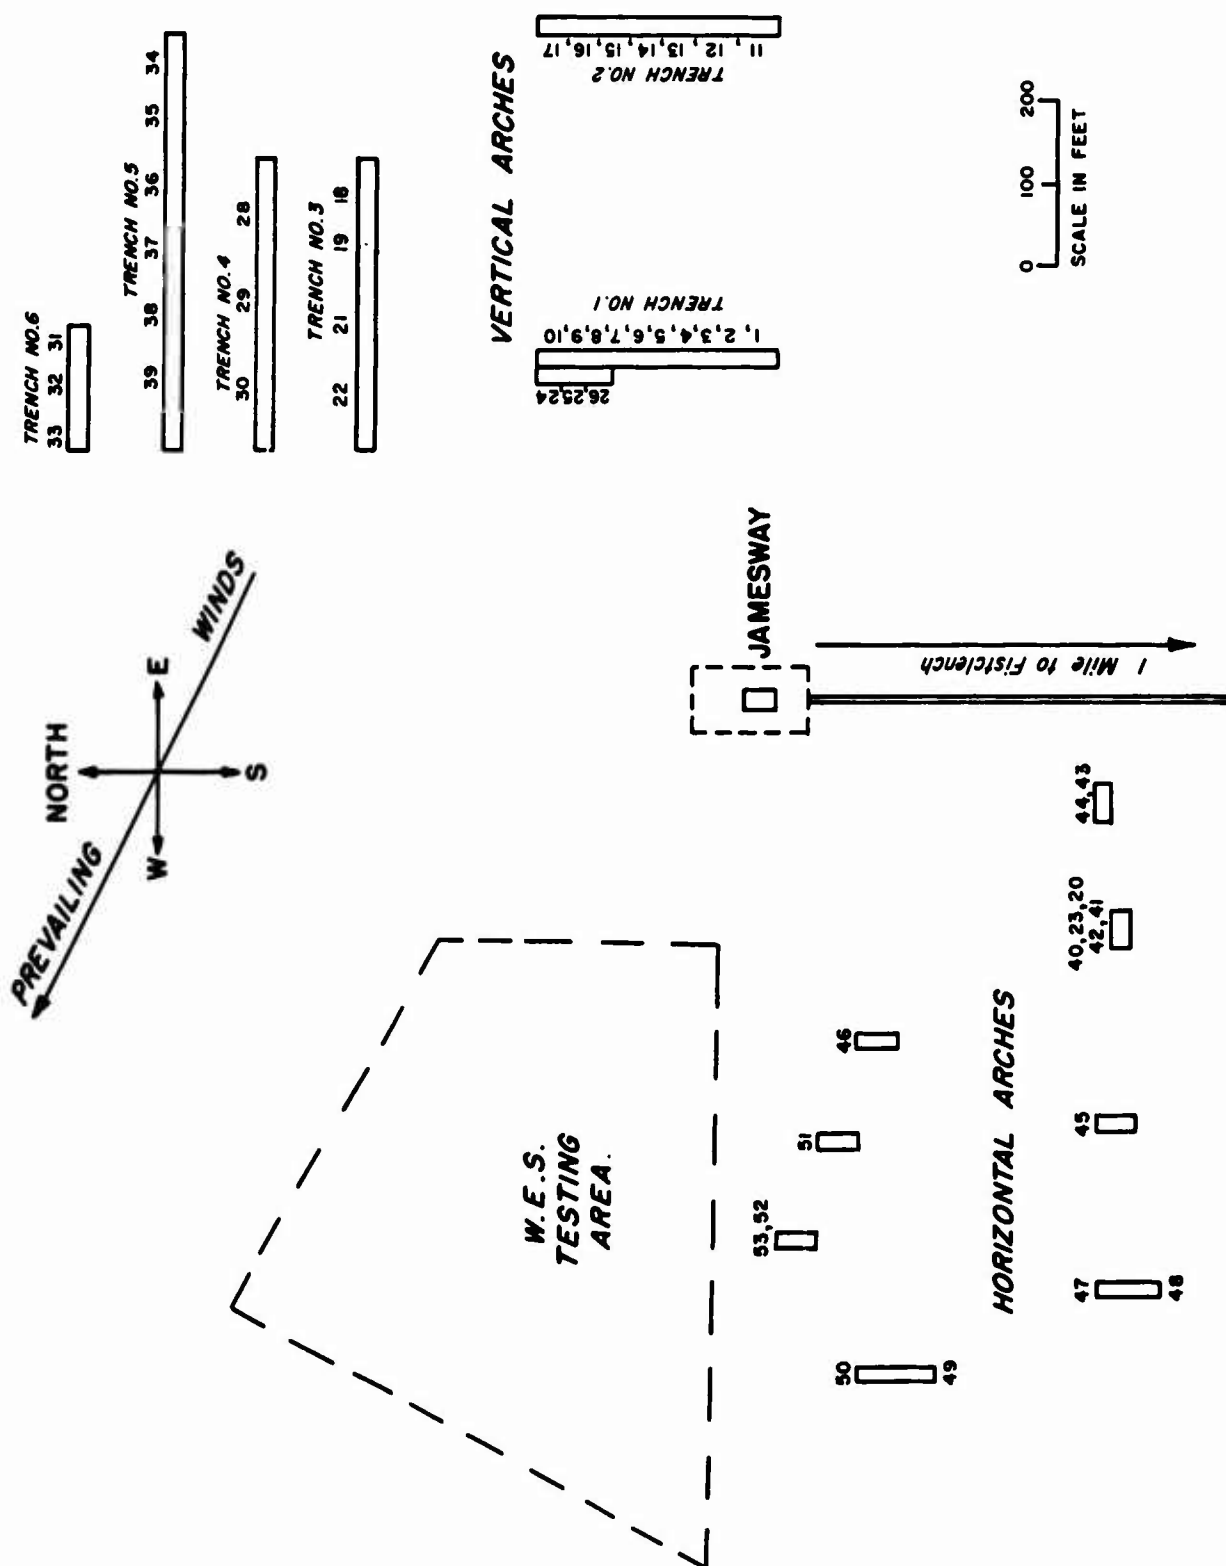 TRENCH NO.6
33 32 31
TRENCH NO.5
39 38 37 36 35 34
TRENCH NO.4
30 29 28
TRENCH NO.3
22 21 19 18
VERTICAL ARCHES
TRENCH NO.1
1, 2,3,4,5,6,7,8,9,10
26,25,24
TRENCH NO.2
11, 12, 13,14, 15, 16,17
PREVAILING
WINDS
NORTH
W
E
S
JAMESWAY
1 Mile to Fistclench
W.E.S.
TESTING
AREA.
53,52
51
46
50
49
HORIZONTAL ARCHES
47
48
45
40,23,20
42,41
44,43
0 100 200
SCALE IN FEET